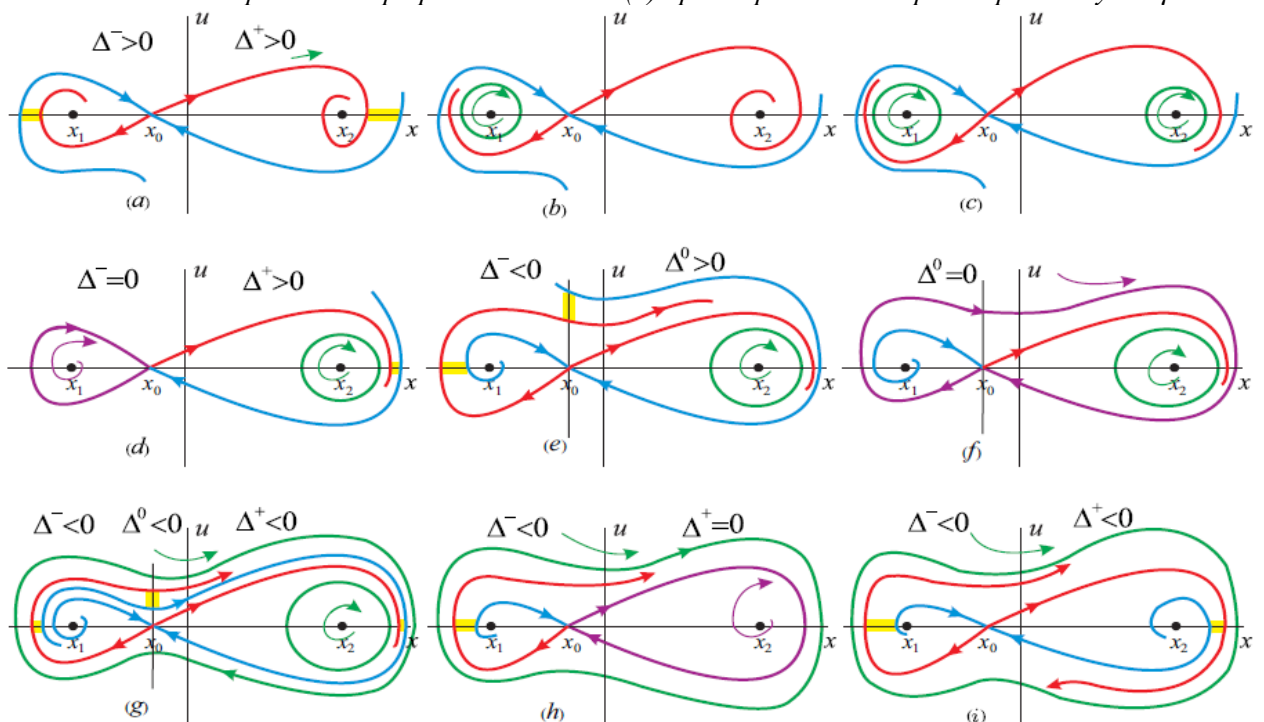 u
Δ⁻>0 Δ⁺>0
x₁ x₀ x₂ x
(a)
u
x₁ x₀ x₂ x
(b)
u
x₁ x₀ x₂ x
(c)
u
Δ⁻=0 Δ⁺>0
x₁ x₀ x₂ x
(d)
u
Δ⁻<0 Δ⁰>0
x₁ x₀ x₂ x
(e)
u
Δ⁰=0
x₁ x₀ x₂ x
(f)
Δ⁻<0 Δ⁰<0 u Δ⁺<0
x₁ x₀ x₂ x
(g)
Δ⁻<0 u Δ⁺=0
x₁ x₀ x₂ x
(h)
Δ⁻<0 u Δ⁺<0
x₁ x₀ x₂ x
(i)